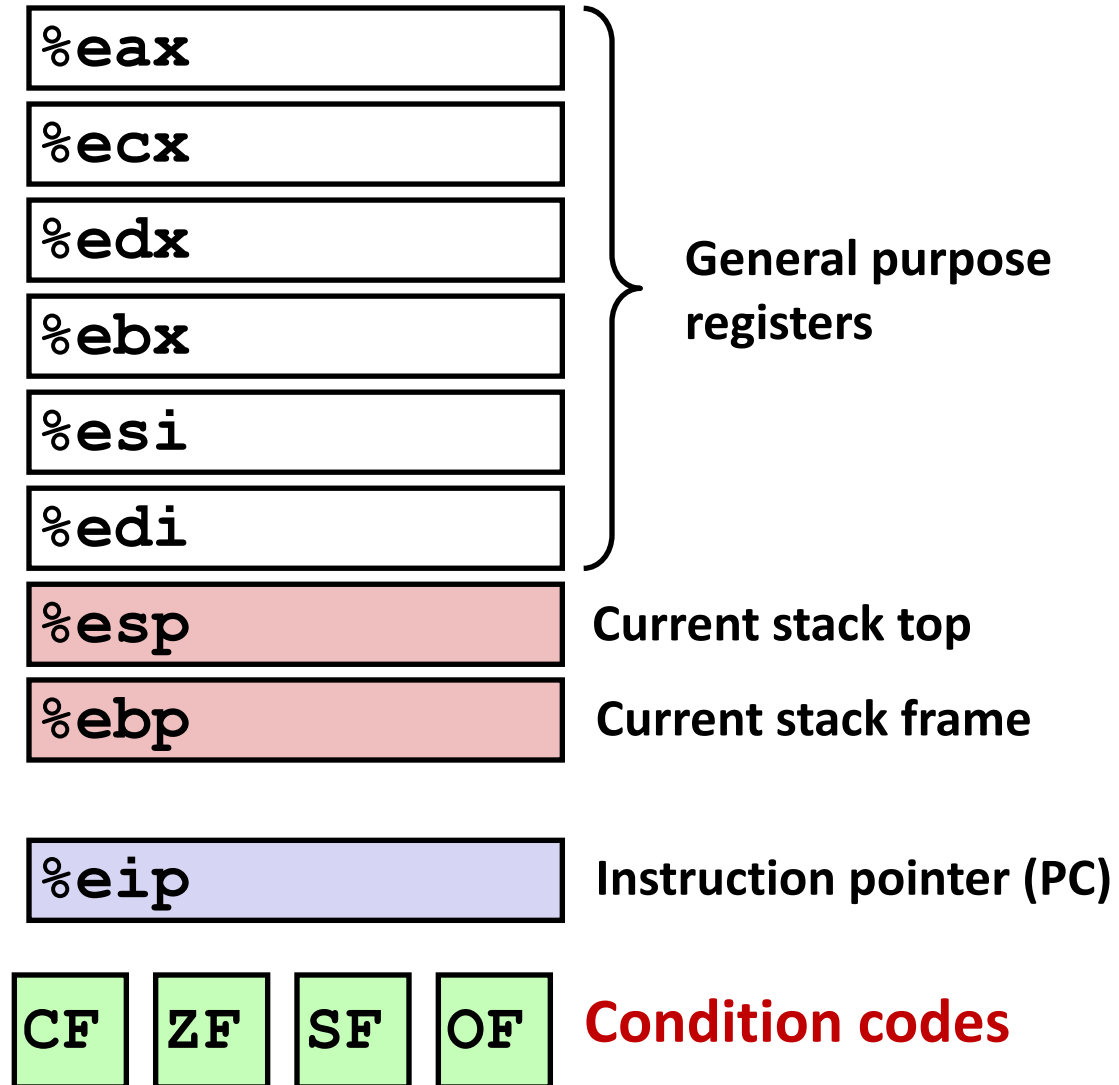 %eax
%ecx
%edx
%ebx
%esi
%edi
General purpose
registers
%esp
Current stack top
%ebp
Current stack frame
%eip
Instruction pointer (PC)
CF ZF SF OF Condition codes